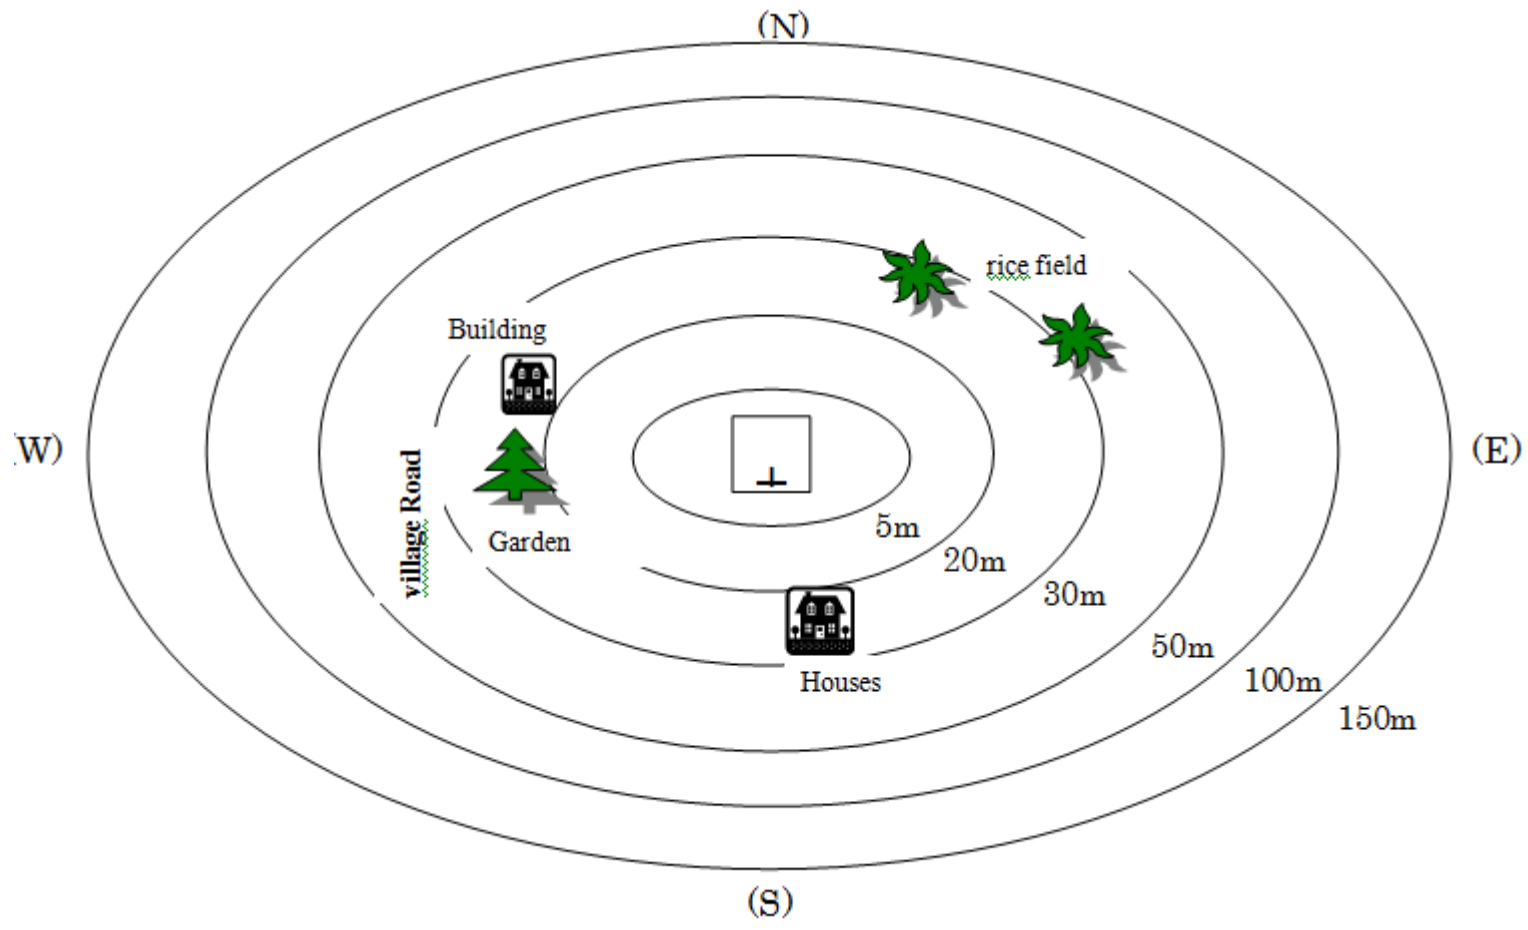 (N)
rice field
Building
W)
(E)
village Road
5m
Garden
20m
30m
50m
Houses
100m
150m
(S)